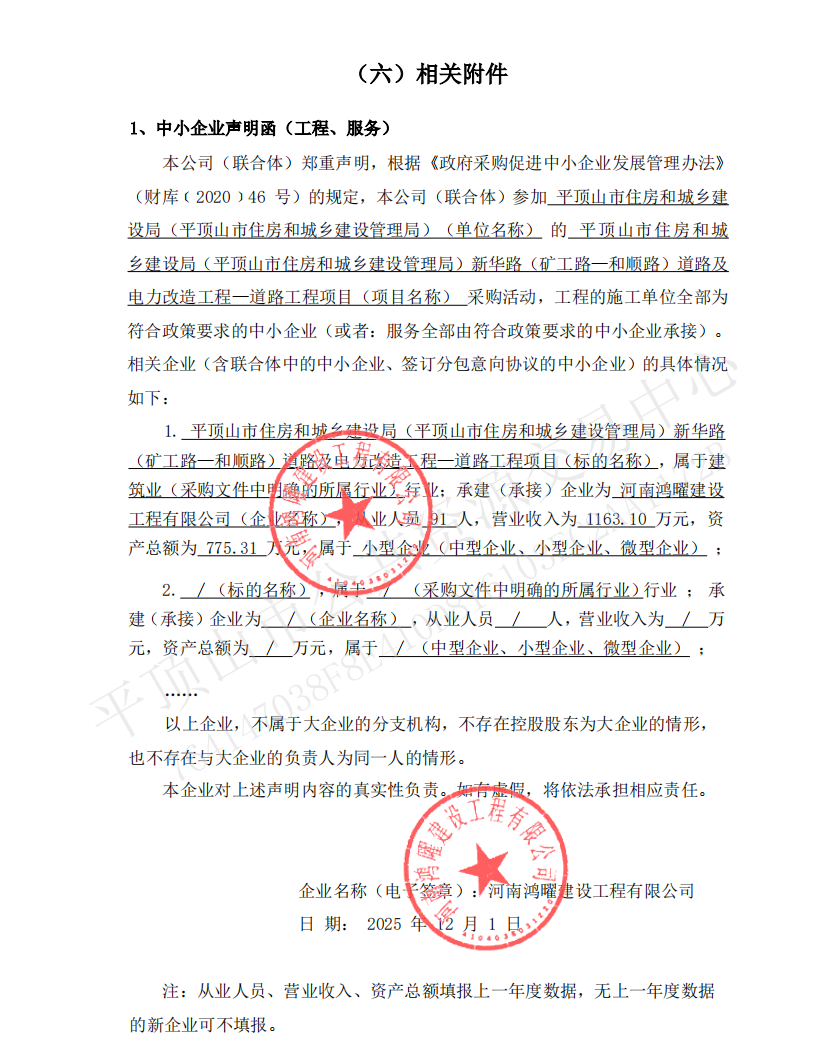 （六）相关附件
1、中小企业声明函（工程、服务）
本公司（联合体）郑重声明，根据《政府采购促进中小企业发展管理办法》
（财库﹝2020﹞46 号）的规定，本公司（联合体）参加 平顶山市住房和城乡建
设局（平顶山市住房和城乡建设管理局）（单位名称） 的 平顶山市住房和城
乡建设局（平顶山市住房和城乡建设管理局）新华路（矿工路—和顺路）道路及
电力改造工程—道路工程项目（项目名称） 采购活动，工程的施工单位全部为
符合政策要求的中小企业（或者：服务全部由符合政策要求的中小企业承接）。
相关企业（含联合体中的中小企业、签订分包意向协议的中小企业）的具体情况
如下：
1. 平顶山市住房和城乡建设局（平顶山市住房和城乡建设管理局）新华路
（矿工路—和顺路）道路及电力改造工程—道路工程项目（标的名称），属于建
筑业（采购文件中明确的所属行业）行业；承建（承接）企业为 河南鸿曜建设
工程有限公司（企业名称），从业人员 91 人，营业收入为 1163.10 万元，资
产总额为 775.31 万元，属于 小型企业（中型企业、小型企业、微型企业） ；
2. / （标的名称） ，属于 / （采购文件中明确的所属行业）行业 ； 承
建（承接）企业为 / （企业名称） ，从业人员 / 人，营业收入为 / 万
元，资产总额为 / 万元，属于 / （中型企业、小型企业、微型企业） ；
……
以上企业，不属于大企业的分支机构，不存在控股股东为大企业的情形，
也不存在与大企业的负责人为同一人的情形。
本企业对上述声明内容的真实性负责。如有虚假，将依法承担相应责任。
企业名称（电子签章）：河南鸿曜建设工程有限公司
日 期： 2025 年 12 月 1 日
注：从业人员、营业收入、资产总额填报上一年度数据，无上一年度数据
的新企业可不填报。
河南鸿曜建设工程有限公司
河南鸿曜建设工程有限公司
平顶山市公共资源交易中心